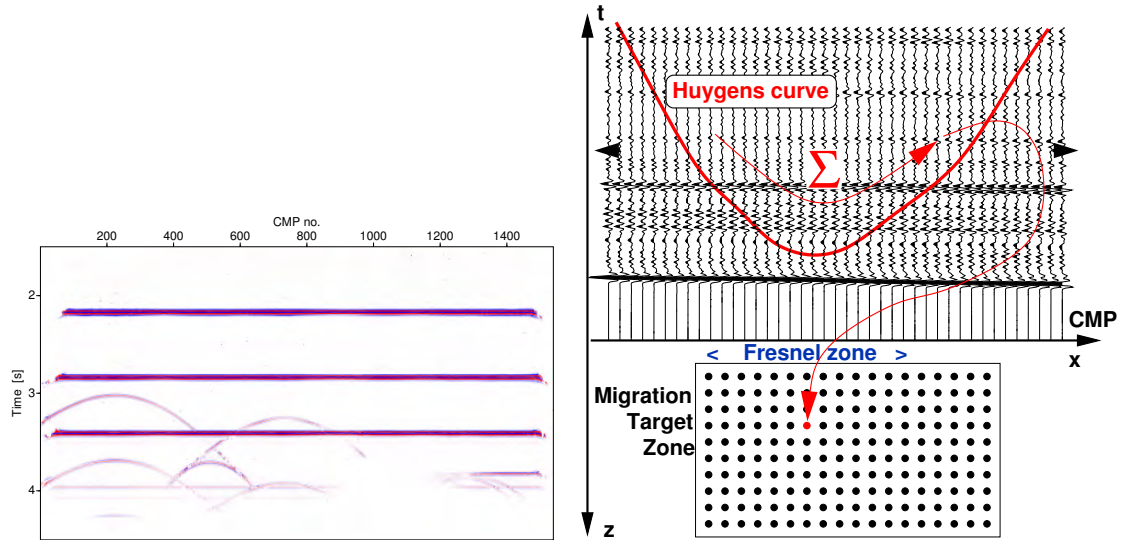 CMP no.
200 400 600 800 1000 1200 1400
Time [s]
2
3
4
t
Huygens curve
Σ
CMP
x
< Fresnel zone >
Migration
Target
Zone
z